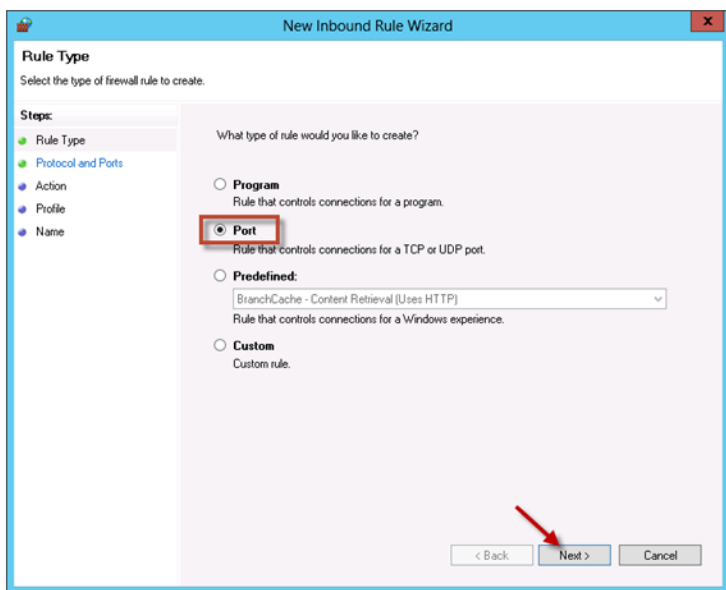 New Inbound Rule Wizard
x
Rule Type
Select the type of firewall rule to create.
Steps:
Rule Type
Protocol and Ports
Action
Profile
Name
What type of rule would you like to create?
Program
Rule that controls connections for a program.
Port
Rule that controls connections for a TCP or UDP port.
Predefined:
BranchCache - Content Retrieval (Uses HTTP)
Rule that controls connections for a Windows experience.
Custom
Custom rule.
< Back
Next >
Cancel